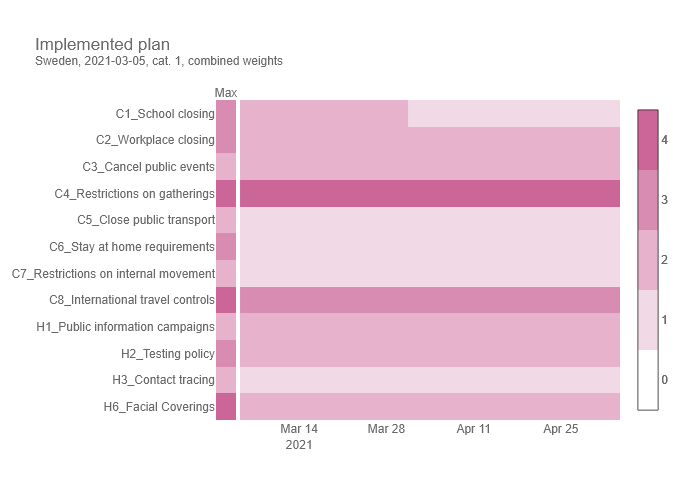 Implemented plan
Sweden, 2021-03-05, cat. 1, combined weights
Max
C1_School closing
C2_Workplace closing
C3_Cancel public events
C4_Restrictions on gatherings
C5_Close public transport
C6_Stay at home requirements
C7_Restrictions on internal movement
C8_International travel controls
H1_Public information campaigns
H2_Testing policy
H3_Contact tracing
H6_Facial Coverings
Mar 14 Mar 28 Apr 11 Apr 25
2021
4
3
2
1
0